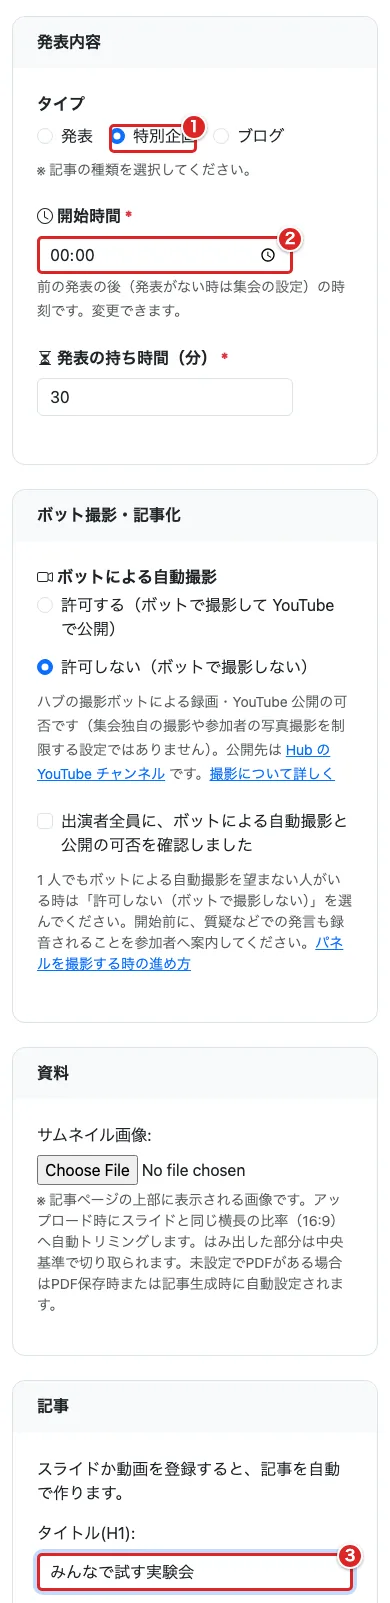 発表内容
タイプ
発表 特別企画 ブログ
1
※ 記事の種類を選択してください。
開始時間 *
2
00:00
前の発表の後（発表がない時は集会の設定）の時
刻です。変更できます。
発表の持ち時間（分） *
30
ボット撮影・記事化
ボットによる自動撮影
許可する（ボットで撮影して YouTube
で公開）
許可しない（ボットで撮影しない）
ハブの撮影ボットによる録画・YouTube 公開の可
否です（集会独自の撮影や参加者の写真撮影を制
限する設定ではありません）。公開先は Hub の
YouTube チャンネル です。撮影について詳しく
出演者全員に、ボットによる自動撮影と
公開の可否を確認しました
1 人でもボットによる自動撮影を望まない人がい
る時は「許可しない（ボットで撮影しない）」を選
んでください。開始前に、質疑などでの発言も録
音されることを参加者へ案内してください。パネ
ルを撮影する時の進め方
資料
サムネイル画像:
Choose File No file chosen
※ 記事ページの上部に表示される画像です。アッ
プロード時にスライドと同じ横長の比率（16:9）
へ自動トリミングします。はみ出した部分は中央
基準で切り取られます。未設定でPDFがある場合
はPDF保存時または記事生成時に自動設定されま
す。
記事
スライドか動画を登録すると、記事を自動
で作ります。
タイトル(H1):
3
みんなで試す実験会